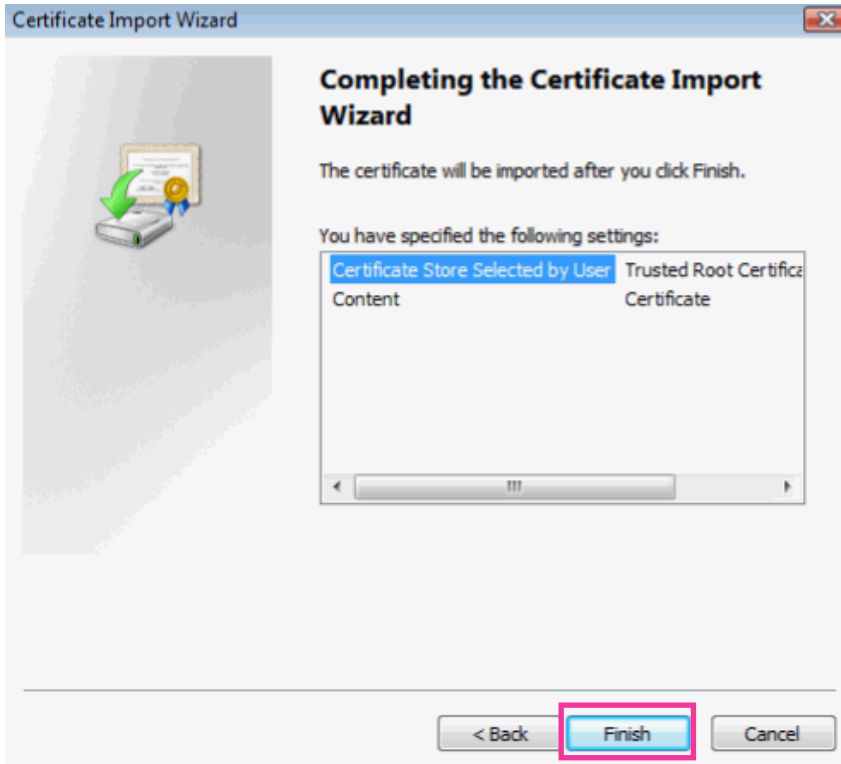 Certificate Import Wizard
Completing the Certificate Import
Wizard
The certificate will be imported after you click Finish.
You have specified the following settings:
Certificate Store Selected by User Trusted Root Certifica
Content Certificate
< Back Finish Cancel